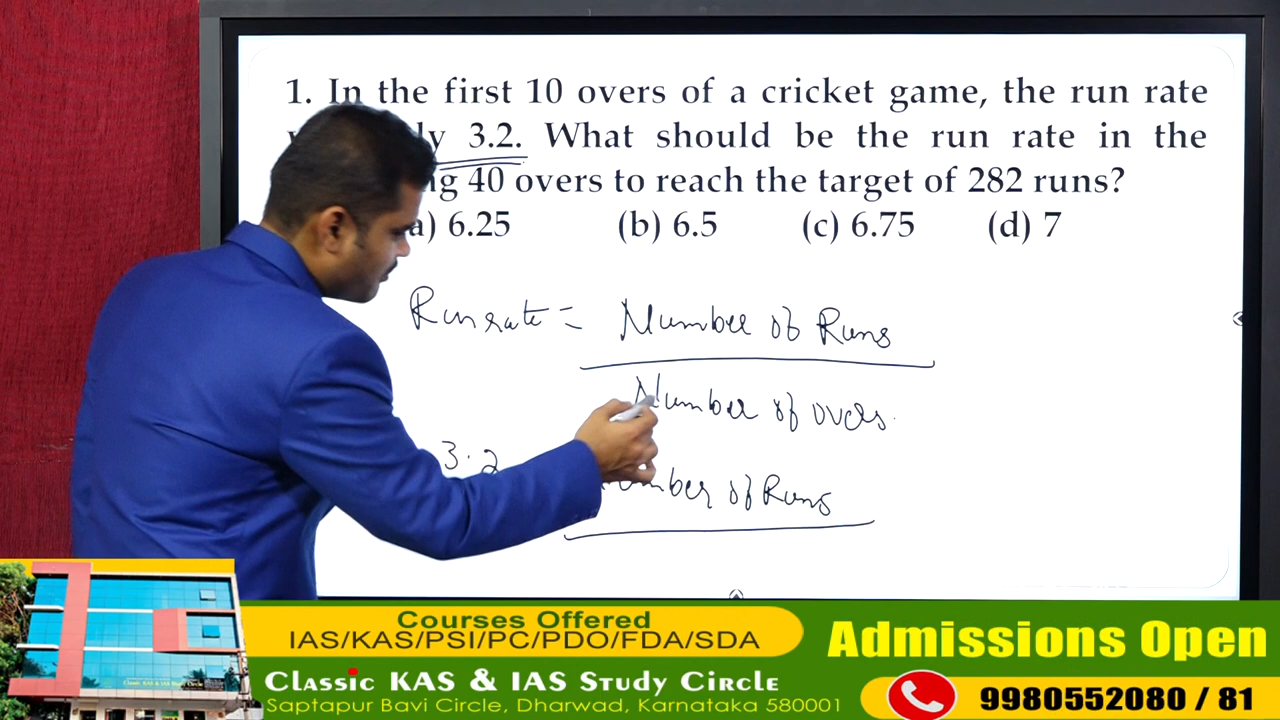 1. In the first 10 overs of a cricket game, the run rate
3.2. What should be the run rate in the
40 overs to reach the target of 282 runs?
a) 6.25 (b) 6.5 (c) 6.75 (d) 7
Run rate = Number of Runs
Number of overs.
3.2
Number of Runs
Courses Offered
IAS/KAS/PSI/PC/PDO/FDA/SDA
Admissions Open
Classic KAS & IAS Study Circle
Saptapur Bavi Circle, Dharwad, Karnataka 580001
9980552080 / 81